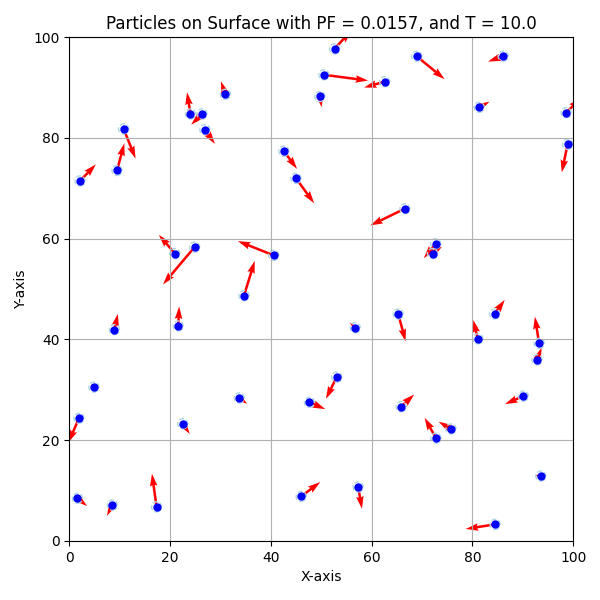 Particles on Surface with PF = 0.0157, and T = 10.0
100
80
60
40
20
0
Y-axis
0 20 40 60 80 100
X-axis